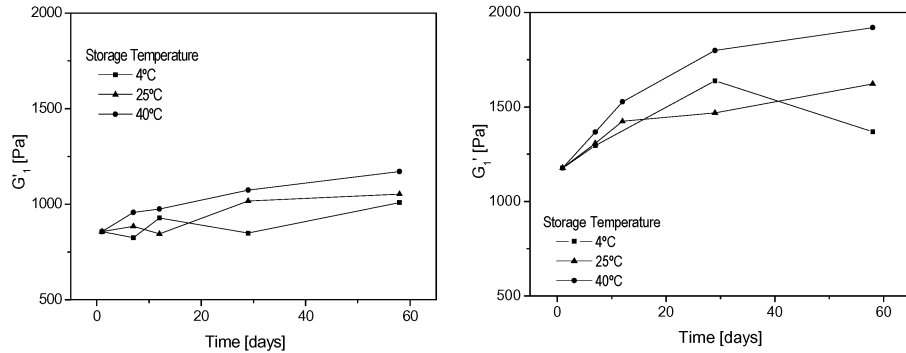 2000
1500
1000
500
G'1 [Pa]
Storage Temperature
4ºC
25ºC
40ºC
0 20 40 60
Time [days]
2000
1500
1000
500
G1' [Pa]
Storage Temperature
4ºC
25ºC
40ºC
0 20 40 60
Time [days]